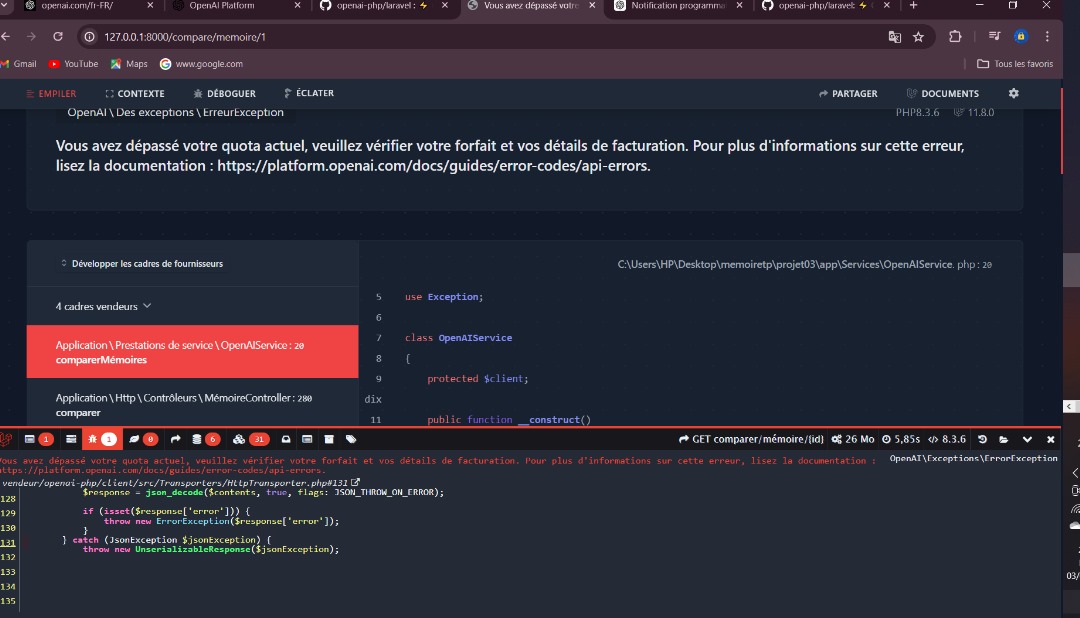 openai.com/fr-FR/
OpenAI Platform
openai-php/laravel :
Vous avez dépassé votre
Notification programma
openai-php/laravel:
127.0.0.1:8000/compare/memoire/1
Gmail
YouTube
Maps
www.google.com
Tous les favoris
EMPILER
CONTEXTE
DÉBOGUER
ÉCLATER
PARTAGER
DOCUMENTS
OpenAI \ Des exceptions \ ErreurException
PHP8.3.6
11.8.0
Vous avez dépassé votre quota actuel, veuillez vérifier votre forfait et vos détails de facturation. Pour plus d'informations sur cette erreur,
lisez la documentation : https://platform.openai.com/docs/guides/error-codes/api-errors.
Développer les cadres de fournisseurs
C:\Users\HP\Desktop\memoiretp\projet03\app\Services\OpenAIService. php : 20
4 cadres vendeurs
Application \ Prestations de service \ OpenAIService : 20
comparerMémoires
Application \ Http \ Contrôleurs \ MémoireController : 280
comparer
5 use Exception;
6
7 class OpenAIService
8 {
9 protected $client;
dix
11 public function __construct()
1
1
0
6
31
GET comparer/mémoire/{id}
26 Mo
5,85s
8.3.6
Vous avez dépassé votre quota actuel, veuillez vérifier votre forfait et vos détails de facturation. Pour plus d'informations sur cette erreur, lisez la documentation :
https://platform.openai.com/docs/guides/error-codes/api-errors.
OpenAI\Exceptions\ErrorException
vendeur/openai-php/client/src/Transporters/HttpTransporter.php#131
128 $response = json_decode($contents, true, flags: JSON_THROW_ON_ERROR);
129 if (isset($response['error'])) {
130 throw new ErrorException($response['error']);
131 }
} catch (JsonException $jsonException) {
132 throw new UnserializableResponse($jsonException);
133
134
135
03/